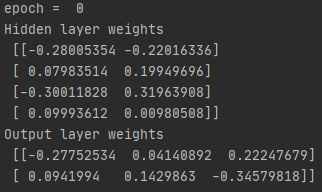 epoch =  0
Hidden layer weights
 [[-0.28005354 -0.22016336]
 [ 0.07983514  0.19949696]
 [-0.30011828  0.31963908]
 [ 0.09993612  0.00980508]]
Output layer weights
 [[-0.27752534  0.04140892  0.22247679]
 [ 0.0941994   0.1429863  -0.34579818]]